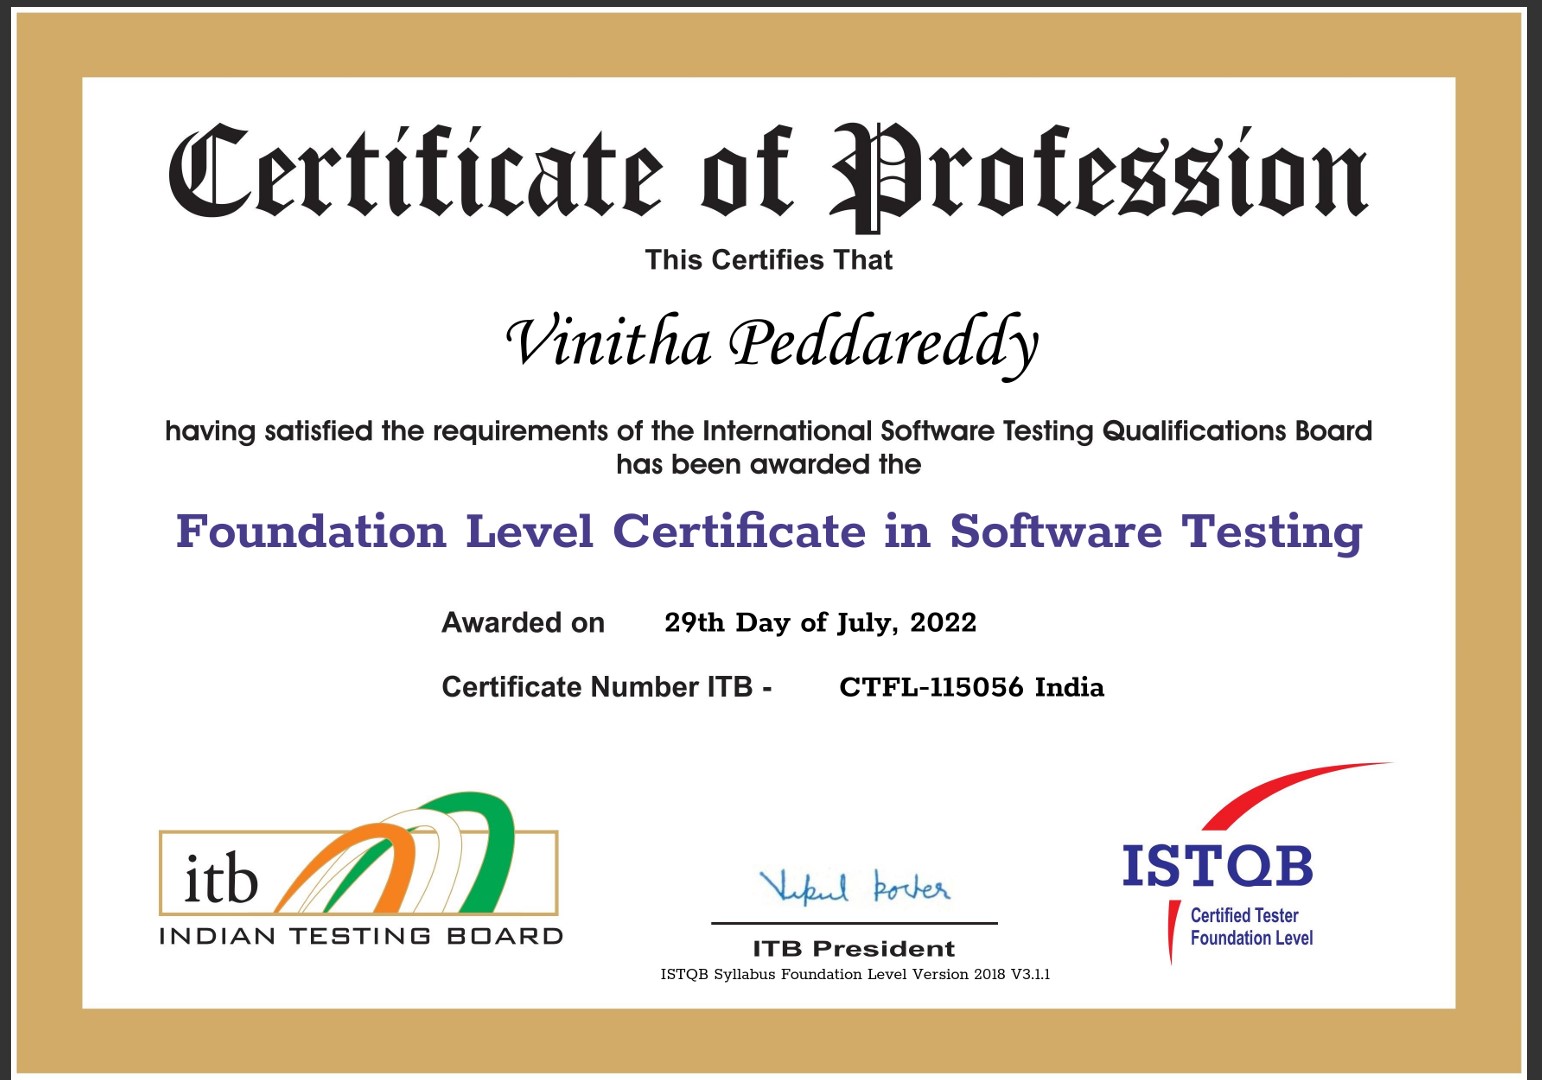 Certificate of Profession
This Certifies That
Vinitha Peddareddy
having satisfied the requirements of the International Software Testing Qualifications Board
has been awarded the
Foundation Level Certificate in Software Testing
Awarded on 29th Day of July, 2022
Certificate Number ITB - CTFL-115056 India
itb
INDIAN TESTING BOARD
ITB President
ISTQB Syllabus Foundation Level Version 2018 V3.1.1
ISTQB
Certified Tester
Foundation Level